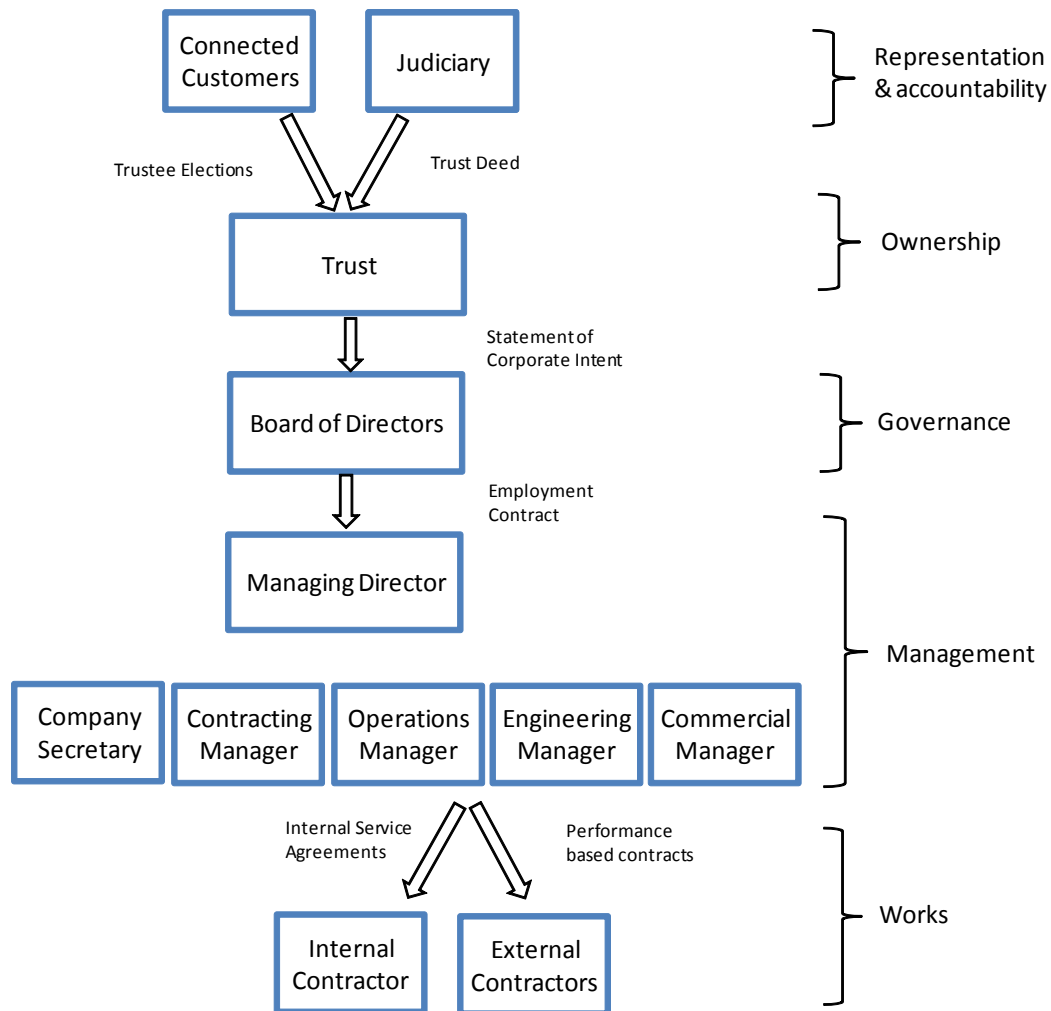 Connected
Customers
Judiciary
Representation
& accountability
Trustee Elections
Trust Deed
Trust
Ownership
Statement of
Corporate Intent
Board of Directors
Governance
Employment
Contract
Managing Director
Management
Company
Secretary
Contracting
Manager
Operations
Manager
Engineering
Manager
Commercial
Manager
Internal Service
Agreements
Performance
based contracts
Works
Internal
Contractor
External
Contractors